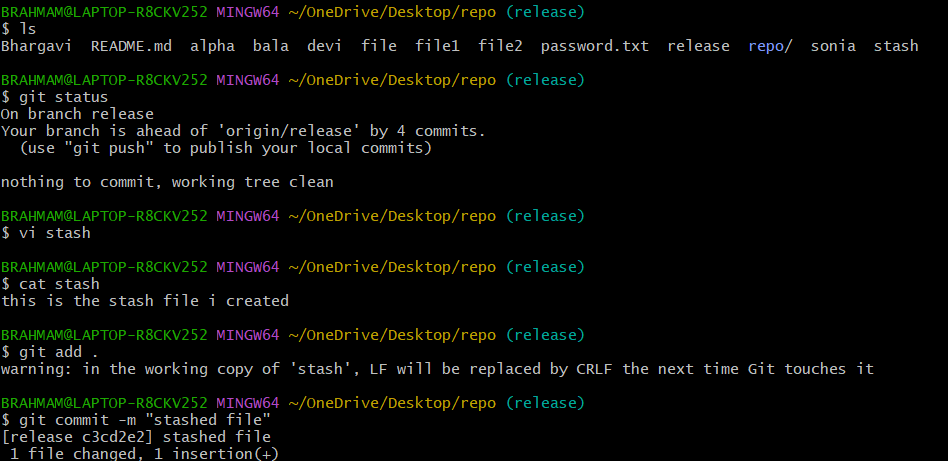 BRAHMAM@LAPTOP-R8CKV252 MINGW64 ~/OneDrive/Desktop/repo (release)
$ ls
Bhargavi  README.md  alpha  bala  devi  file  file1  file2  password.txt  release  repo/  sonia  stash
BRAHMAM@LAPTOP-R8CKV252 MINGW64 ~/OneDrive/Desktop/repo (release)
$ git status
On branch release
Your branch is ahead of 'origin/release' by 4 commits.
  (use "git push" to publish your local commits)
nothing to commit, working tree clean
BRAHMAM@LAPTOP-R8CKV252 MINGW64 ~/OneDrive/Desktop/repo (release)
$ vi stash
BRAHMAM@LAPTOP-R8CKV252 MINGW64 ~/OneDrive/Desktop/repo (release)
$ cat stash
this is the stash file i created
BRAHMAM@LAPTOP-R8CKV252 MINGW64 ~/OneDrive/Desktop/repo (release)
$ git add .
warning: in the working copy of 'stash', LF will be replaced by CRLF the next time Git touches it
BRAHMAM@LAPTOP-R8CKV252 MINGW64 ~/OneDrive/Desktop/repo (release)
$ git commit -m "stashed file"
[release c3cd2e2] stashed file
 1 file changed, 1 insertion(+)